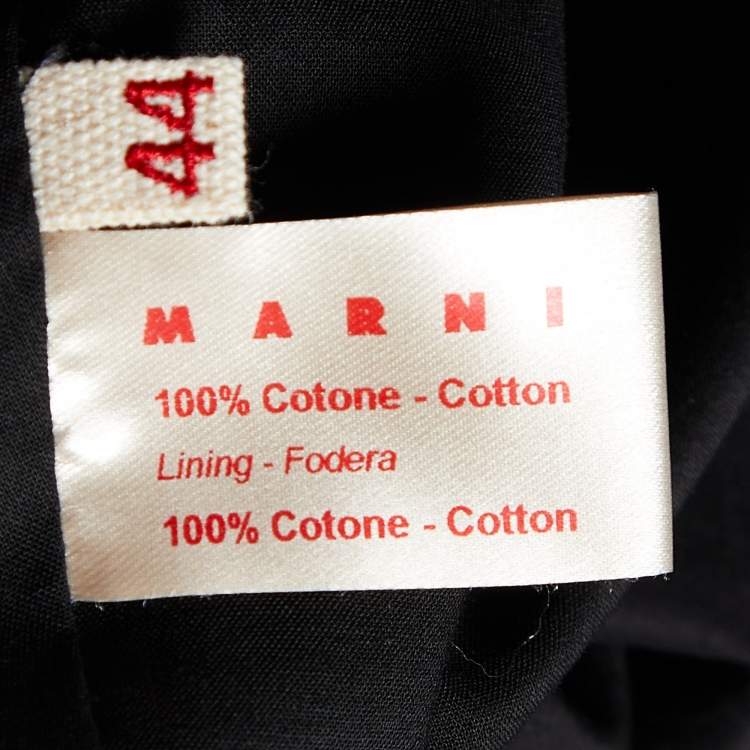 44
MARNI
100% Cotone - Cotton
Lining - Fodera
100% Cotone - Cotton